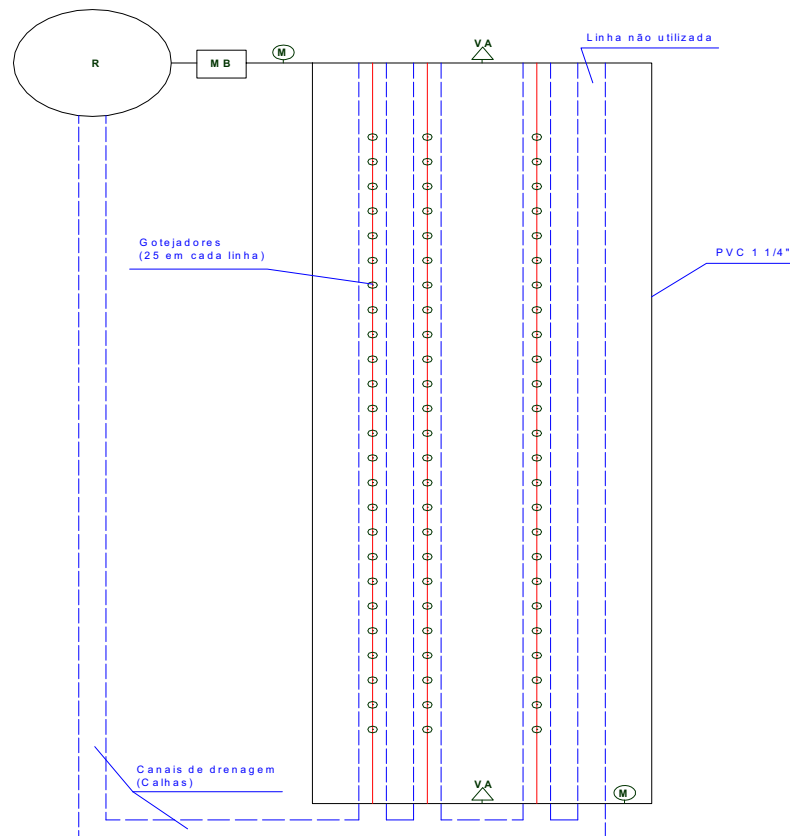 Linha não utilizada
V A
M
R
M B
Gotejadores
(25 em cada linha)
PVC 1 1/4"
Canais de drenagem
(Calhas)
V A
M